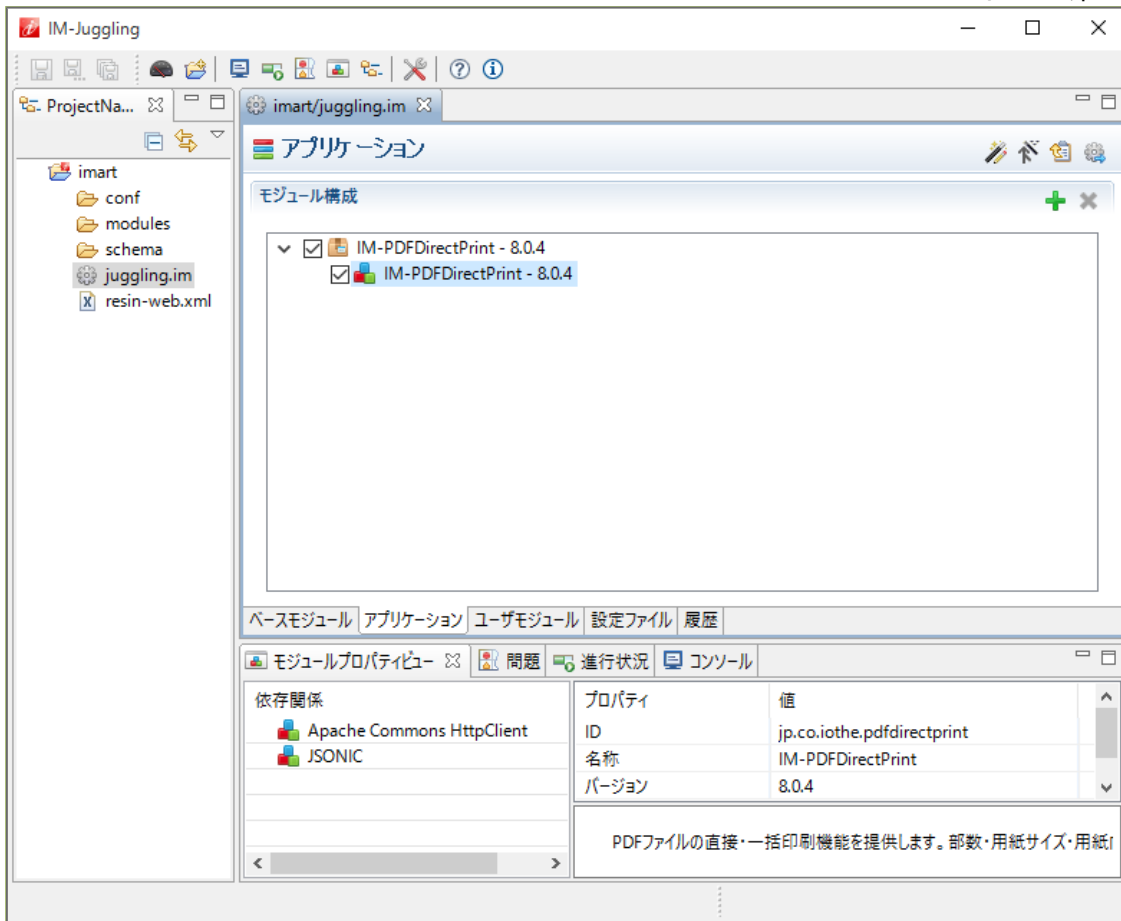 IM-Juggling
ProjectNa...
imart/juggling.im
imart
conf
modules
schema
juggling.im
resin-web.xml
アプリケーション
モジュール構成
IM-PDFDirectPrint - 8.0.4
IM-PDFDirectPrint - 8.0.4
ベースモジュール アプリケーション ユーザモジュール 設定ファイル 履歴
モジュールプロパティビュー 問題 進行状況 コンソール
依存関係
Apache Commons HttpClient
JSONIC
プロパティ 値
ID jp.co.iothe.pdfdirectprint
名称 IM-PDFDirectPrint
バージョン 8.0.4
PDFファイルの直接・一括印刷機能を提供します。部数・用紙サイズ・用紙